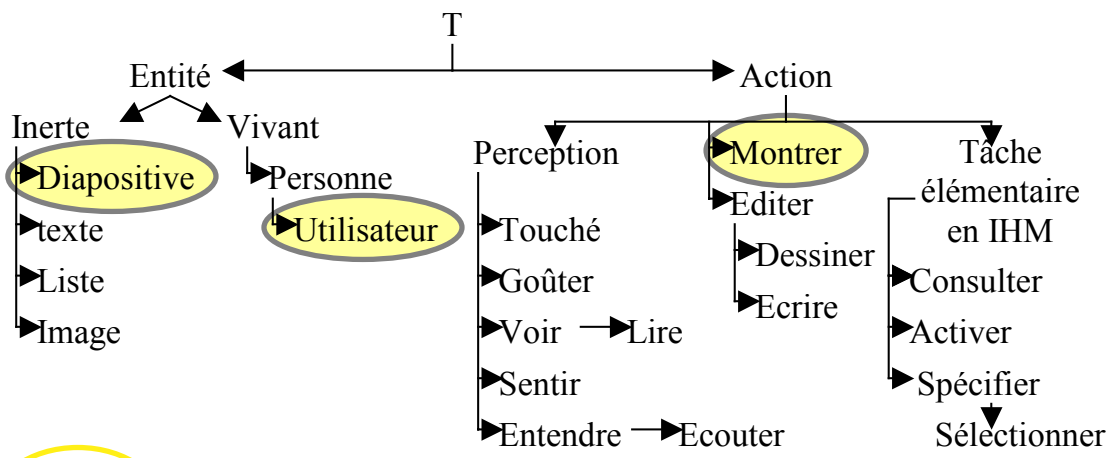 T
Entité
Action
Inerte
Vivant
Diapositive
texte
Liste
Image
Personne
Utilisateur
Perception
Touché
Goûter
Voir
Lire
Sentir
Entendre
Ecouter
Montrer
Editer
Dessiner
Ecrire
Tâche
élémentaire
en IHM
Consulter
Activer
Spécifier
Sélectionner